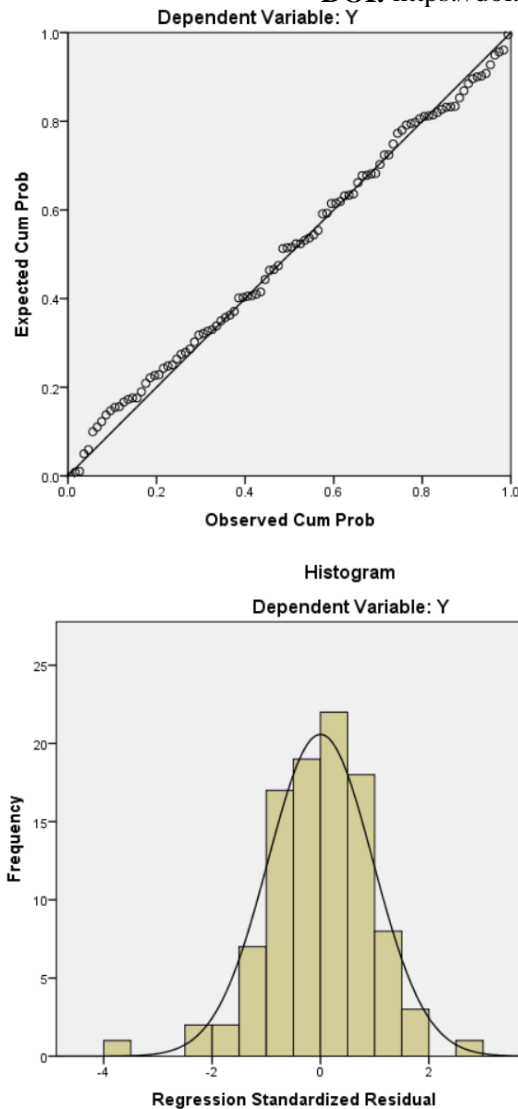 Dependent Variable: Y
1.0
0.8
0.6
0.4
0.2
0.0
Expected Cum Prob
0.0 0.2 0.4 0.6 0.8 1.0
Observed Cum Prob
Histogram
Dependent Variable: Y
25
20
15
10
5
0
Frequency
-4 -2 0 2
Regression Standardized Residual